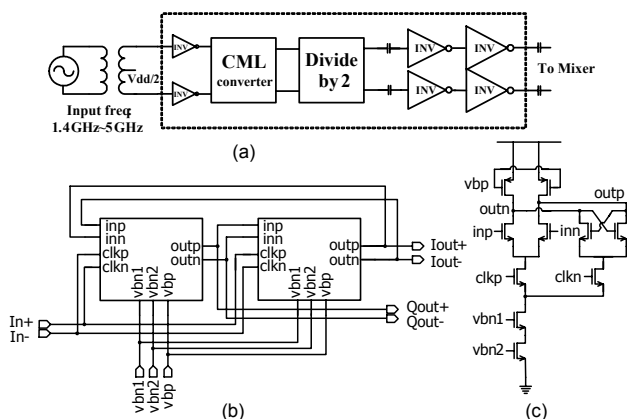 INV
INV
CML
converter
Divide
by 2
INV
INV
INV
INV
Vdd/2
To Mixer
Input freq:
1.4GHz~5GHz
(a)
inp
inn
clkp
clkn
outp
outn
vbn1
vbn2
vbp
inp
inn
clkp
clkn
outp
outn
vbn1
vbn2
vbp
Iout+
Iout-
Qout+
Qout-
In+
In-
vbn1
vbn2
vbp
(b)
vbp
outp
outn
inp
inn
clkp
clkn
vbn1
vbn2
(c)